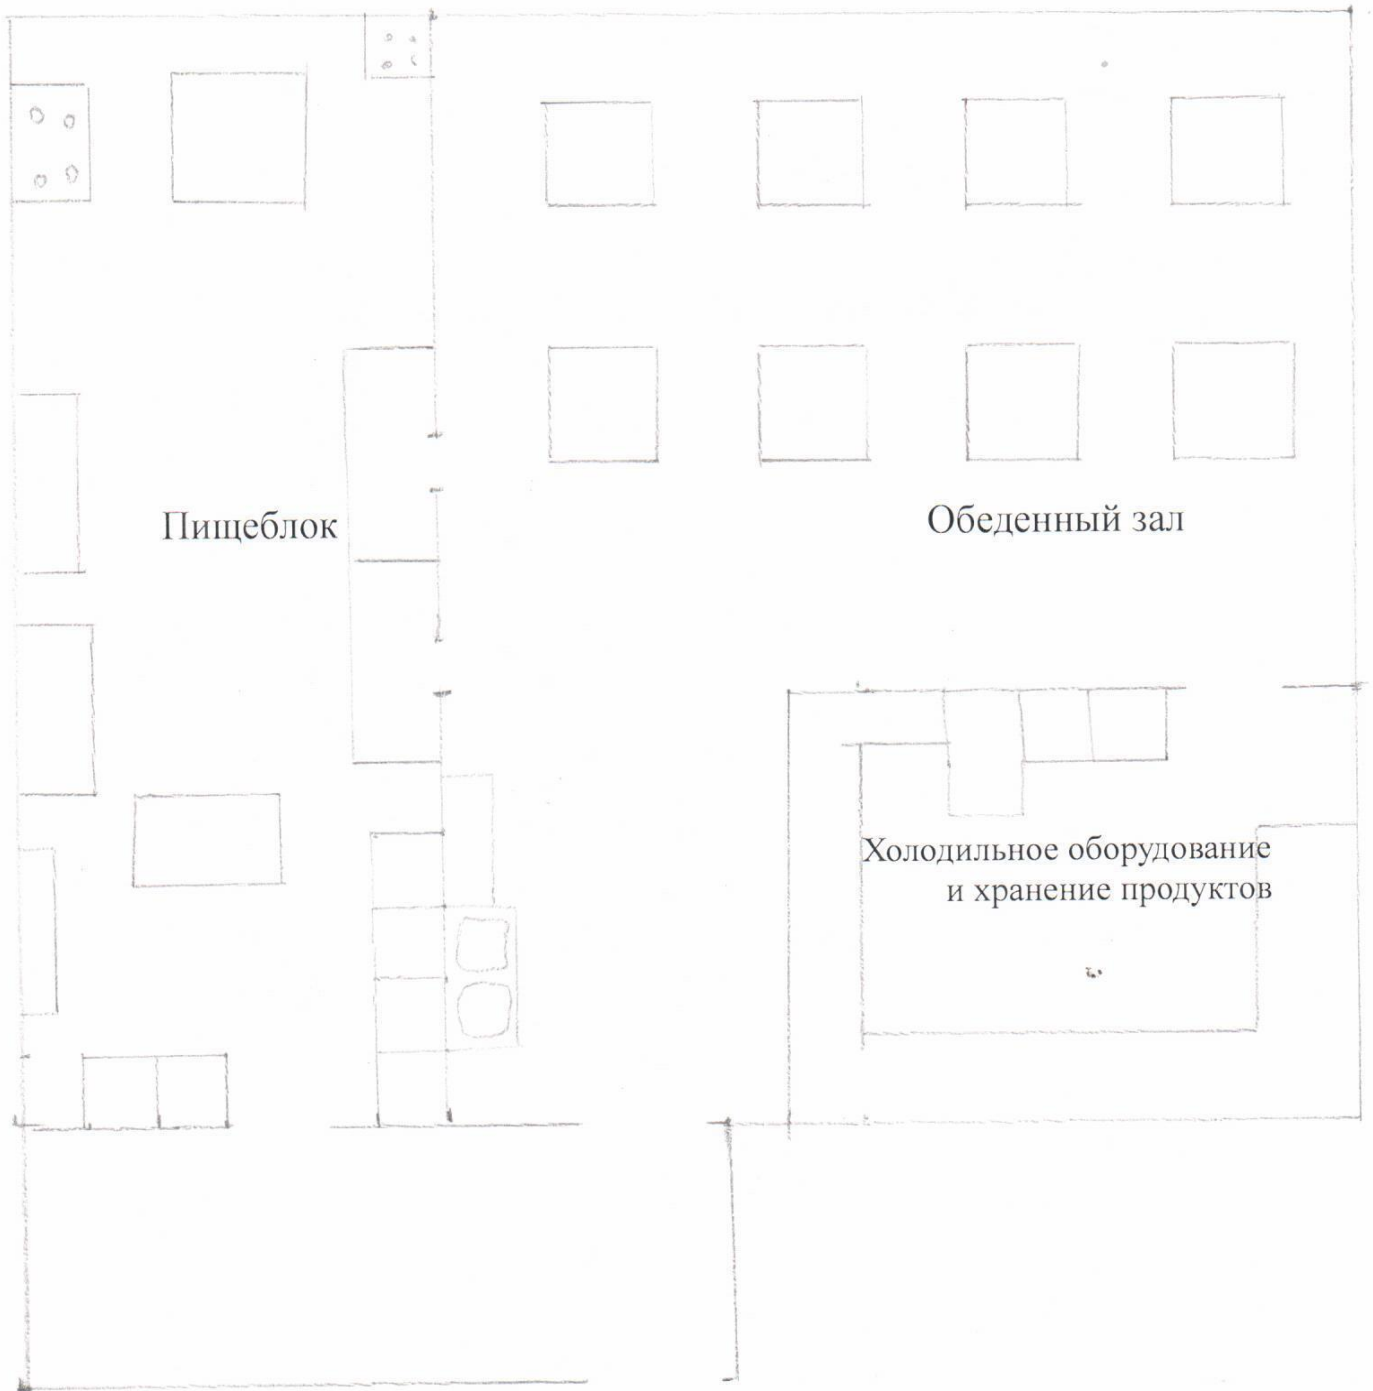 Пищеблок
Обеденный зал
Холодильное оборудование
и хранение продуктов